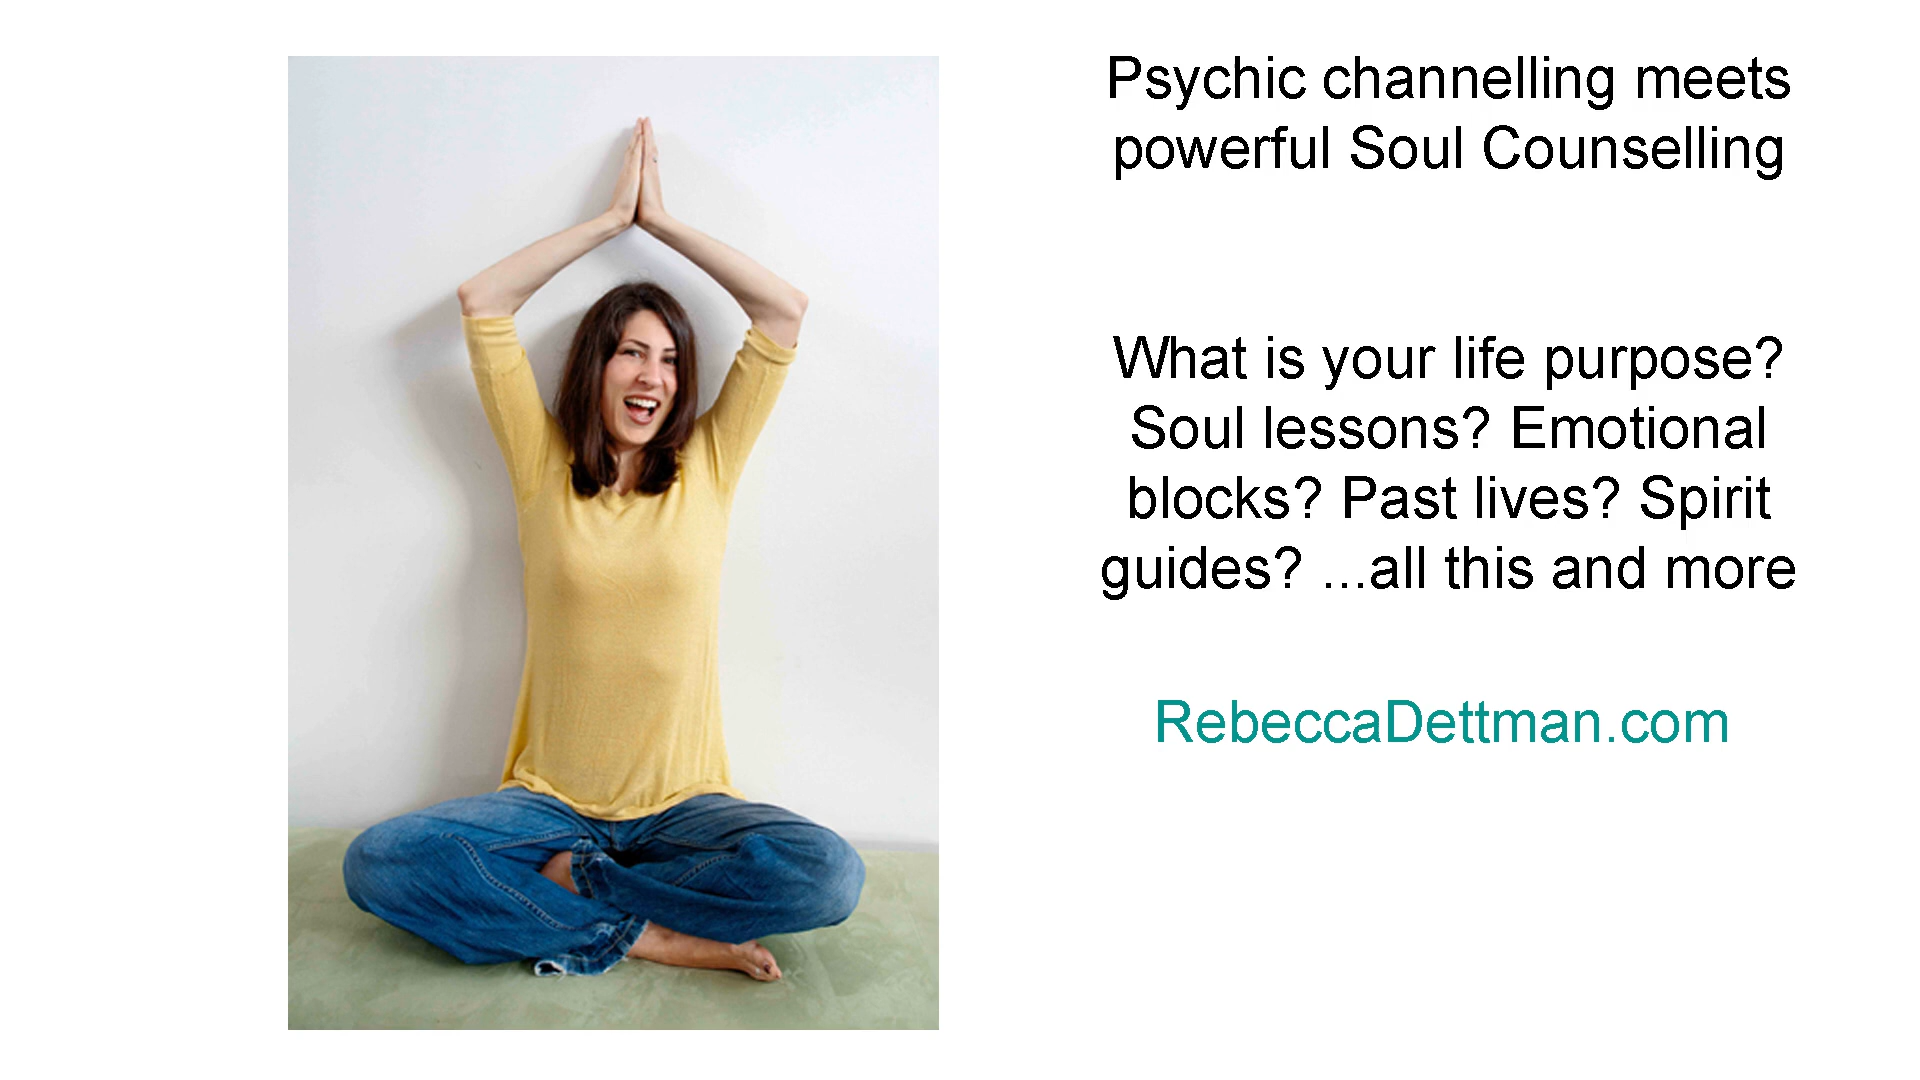 Psychic channelling meets
powerful Soul Counselling
What is your life purpose?
Soul lessons? Emotional
blocks? Past lives? Spirit
guides? ...all this and more
RebeccaDettman.com